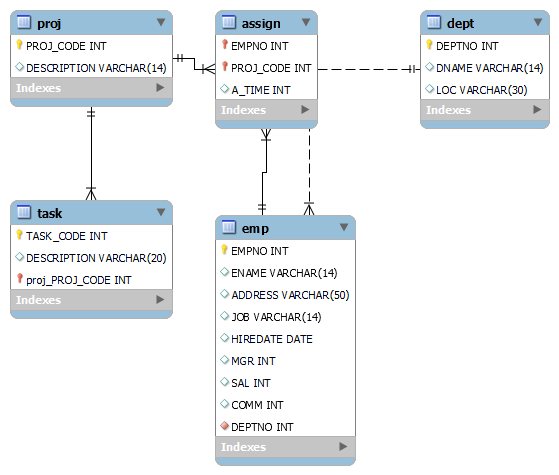 proj
PROJ_CODE INT
DESCRIPTION VARCHAR(14)
Indexes
assign
EMPNO INT
PROJ_CODE INT
A_TIME INT
Indexes
dept
DEPTNO INT
DNAME VARCHAR(14)
LOC VARCHAR(30)
Indexes
task
TASK_CODE INT
DESCRIPTION VARCHAR(20)
proj_PROJ_CODE INT
Indexes
emp
EMPNO INT
ENAME VARCHAR(14)
ADDRESS VARCHAR(50)
JOB VARCHAR(14)
HIREDATE DATE
MGR INT
SAL INT
COMM INT
DEPTNO INT
Indexes